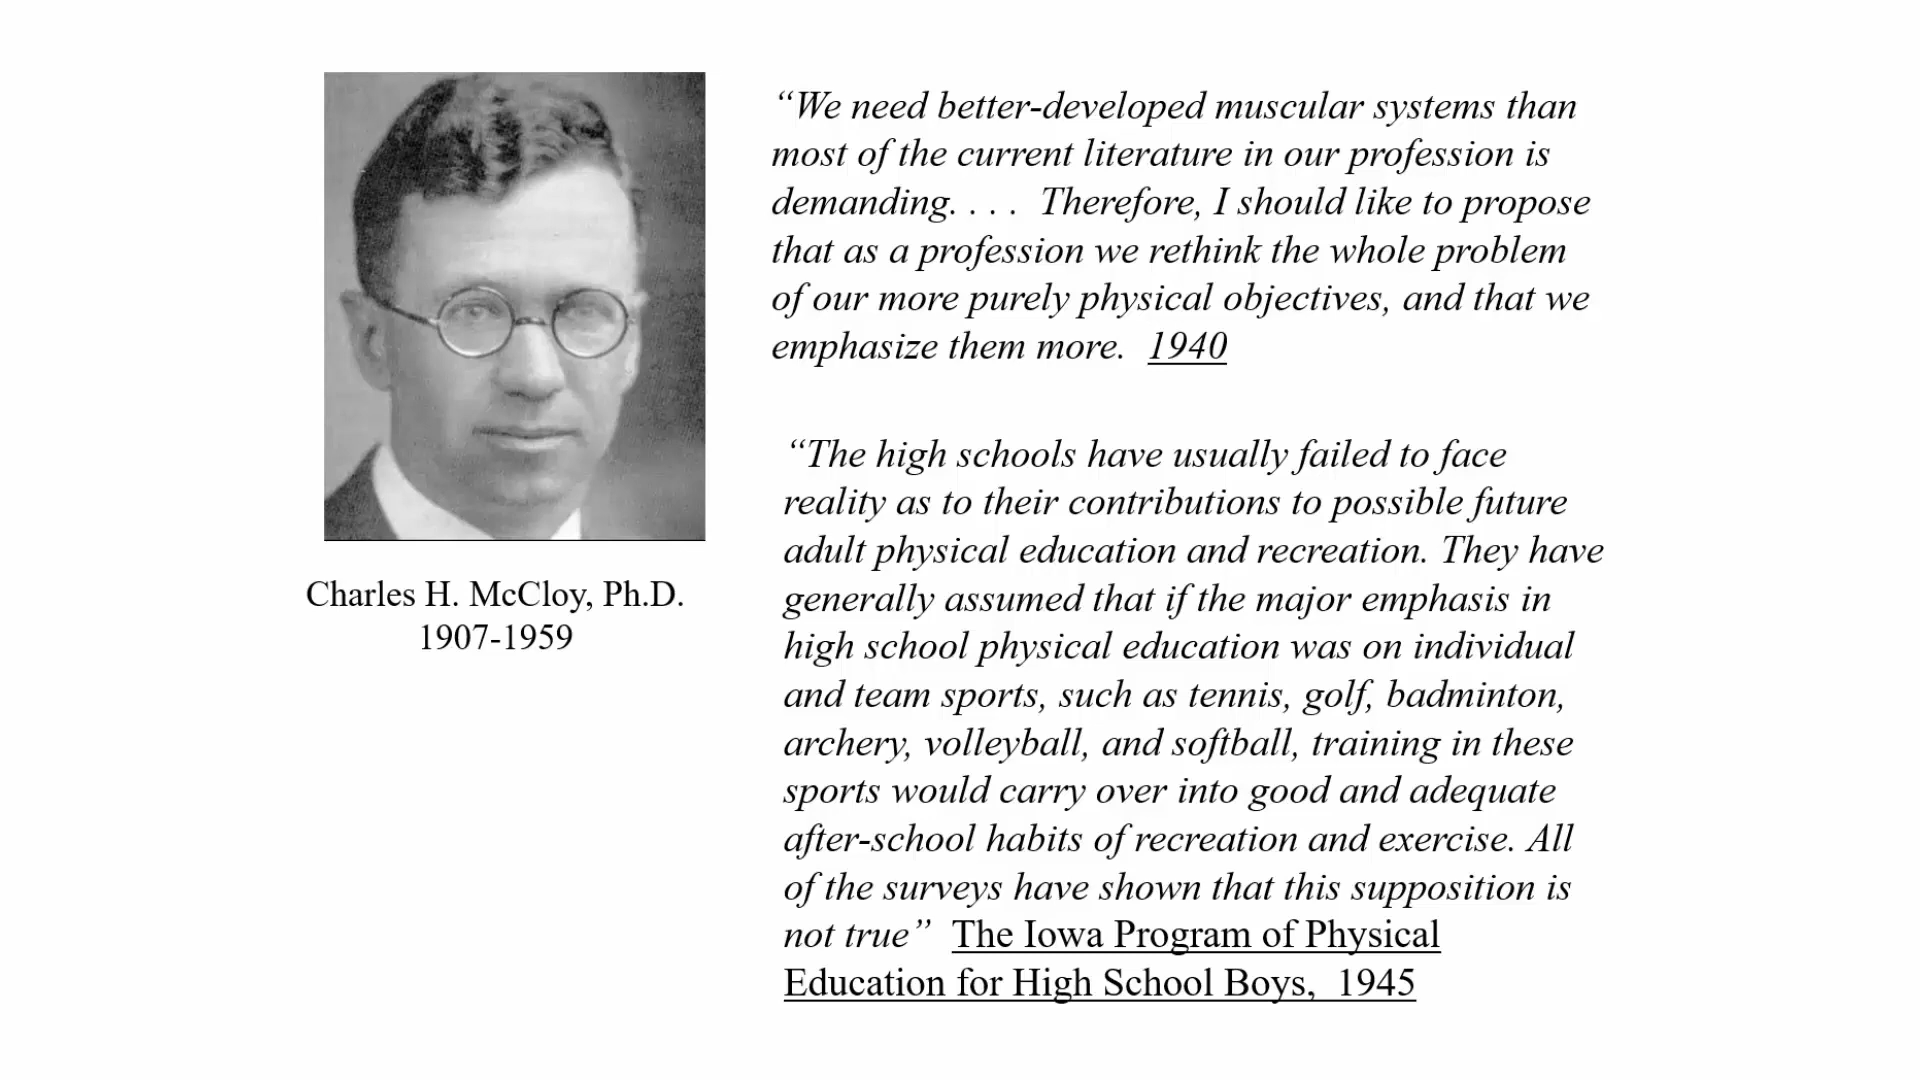 “We need better-developed muscular systems than
most of the current literature in our profession is
demanding. . . .  Therefore, I should like to propose
that as a profession we rethink the whole problem
of our more purely physical objectives, and that we
emphasize them more.  1940
“The high schools have usually failed to face
reality as to their contributions to possible future
adult physical education and recreation. They have
generally assumed that if the major emphasis in
high school physical education was on individual
and team sports, such as tennis, golf, badminton,
archery, volleyball, and softball, training in these
sports would carry over into good and adequate
after-school habits of recreation and exercise. All
of the surveys have shown that this supposition is
not true”  The Iowa Program of Physical
Education for High School Boys,  1945
Charles H. McCloy, Ph.D.
1907-1959